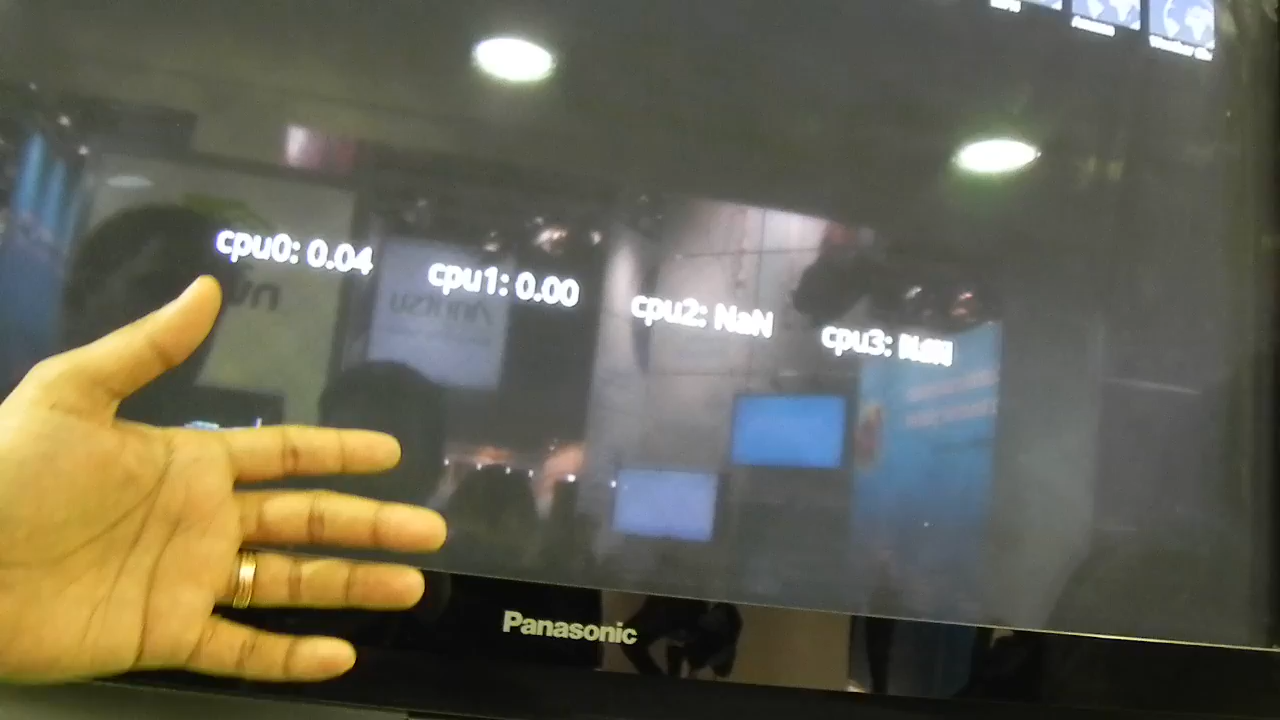 cpu0: 0.04
cpu1: 0.00
cpu2: NaN
cpu3: NaN
Panasonic